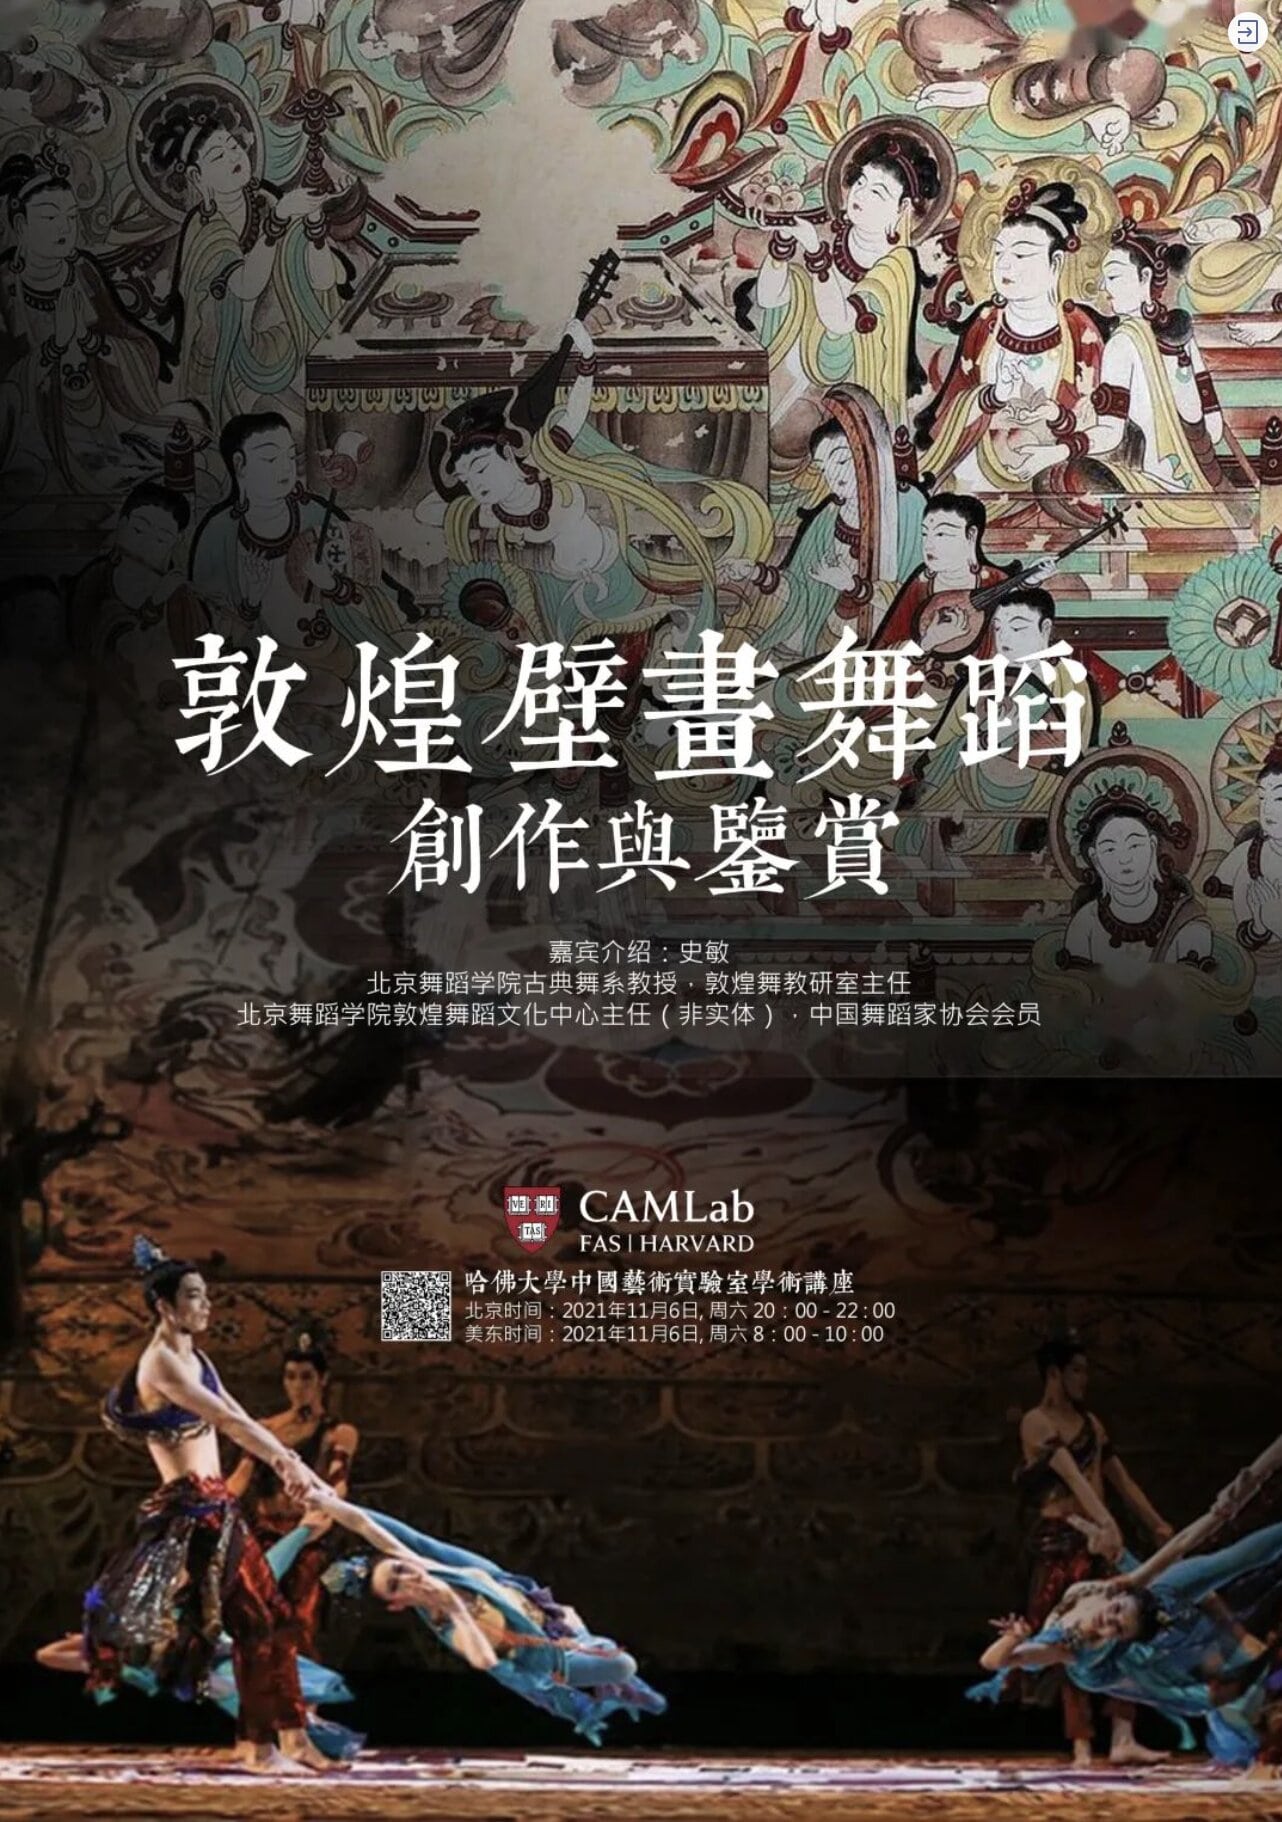 敦煌壁畫舞蹈
創作與鑒賞
嘉宾介绍：史敏
北京舞蹈学院古典舞系教授，敦煌舞教研室主任
北京舞蹈学院敦煌舞蹈文化中心主任（非实体），中国舞蹈家协会会员
VE RI
TAS
CAMLab
FAS | HARVARD
哈佛大學中國藝術實驗室學術講座
北京时间：2021年11月6日, 周六 20：00 - 22：00
美东时间：2021年11月6日, 周六 8：00 - 10：00